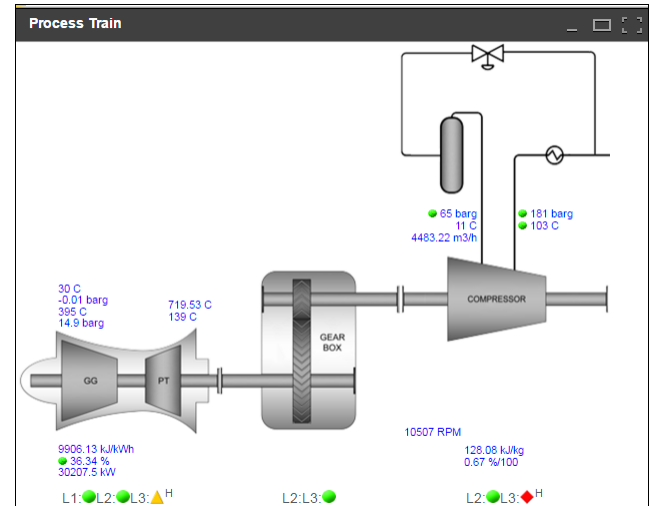 Process Train
65 barg
11 C
4483.22 m3/h
181 barg
103 C
30 C
-0.01 barg
395 C
14.9 barg
719.53 C
139 C
COMPRESSOR
GEAR
BOX
GG
PT
10507 RPM
9906.13 kJ/kWh
36.34 %
30207.5 kW
128.08 kJ/kg
0.67 %/100
L1: L2: L3: H
L2:L3:
L2: L3: H